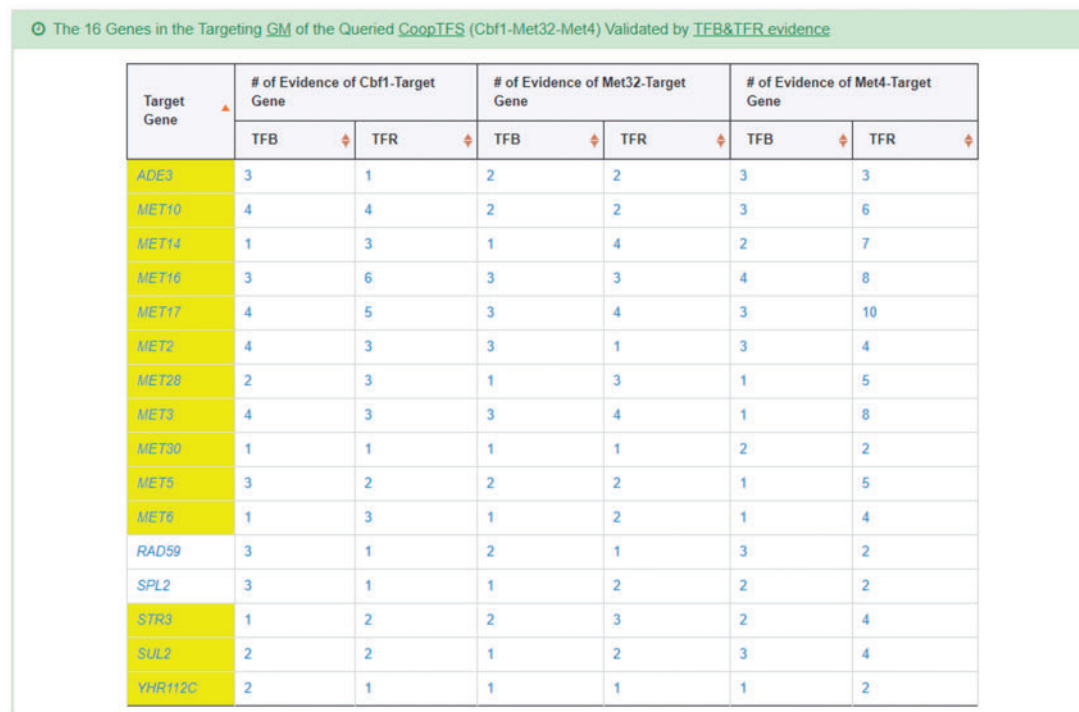 The 16 Genes in the Targeting GM of the Queried CoopTFS (Cbf1-Met32-Met4) Validated by TFB&TFR evidence
Target Gene # of Evidence of Cbf1-Target Gene # of Evidence of Met32-Target Gene # of Evidence of Met4-Target Gene
TFB TFR TFB TFR TFB TFR
ADE3 3 1 2 2 3 3
MET10 4 4 2 2 3 6
MET14 1 3 1 4 2 7
MET16 3 6 3 3 4 8
MET17 4 5 3 4 3 10
MET2 4 3 3 1 3 4
MET28 2 3 1 3 1 5
MET3 4 3 3 4 1 8
MET30 1 1 1 1 2 2
MET5 3 2 2 2 1 5
MET6 1 3 1 2 1 4
RAD59 3 1 2 1 3 2
SPL2 3 1 1 2 2 2
STR3 1 2 2 3 2 4
SUL2 2 2 1 2 3 4
YHR112C 2 1 1 1 1 2